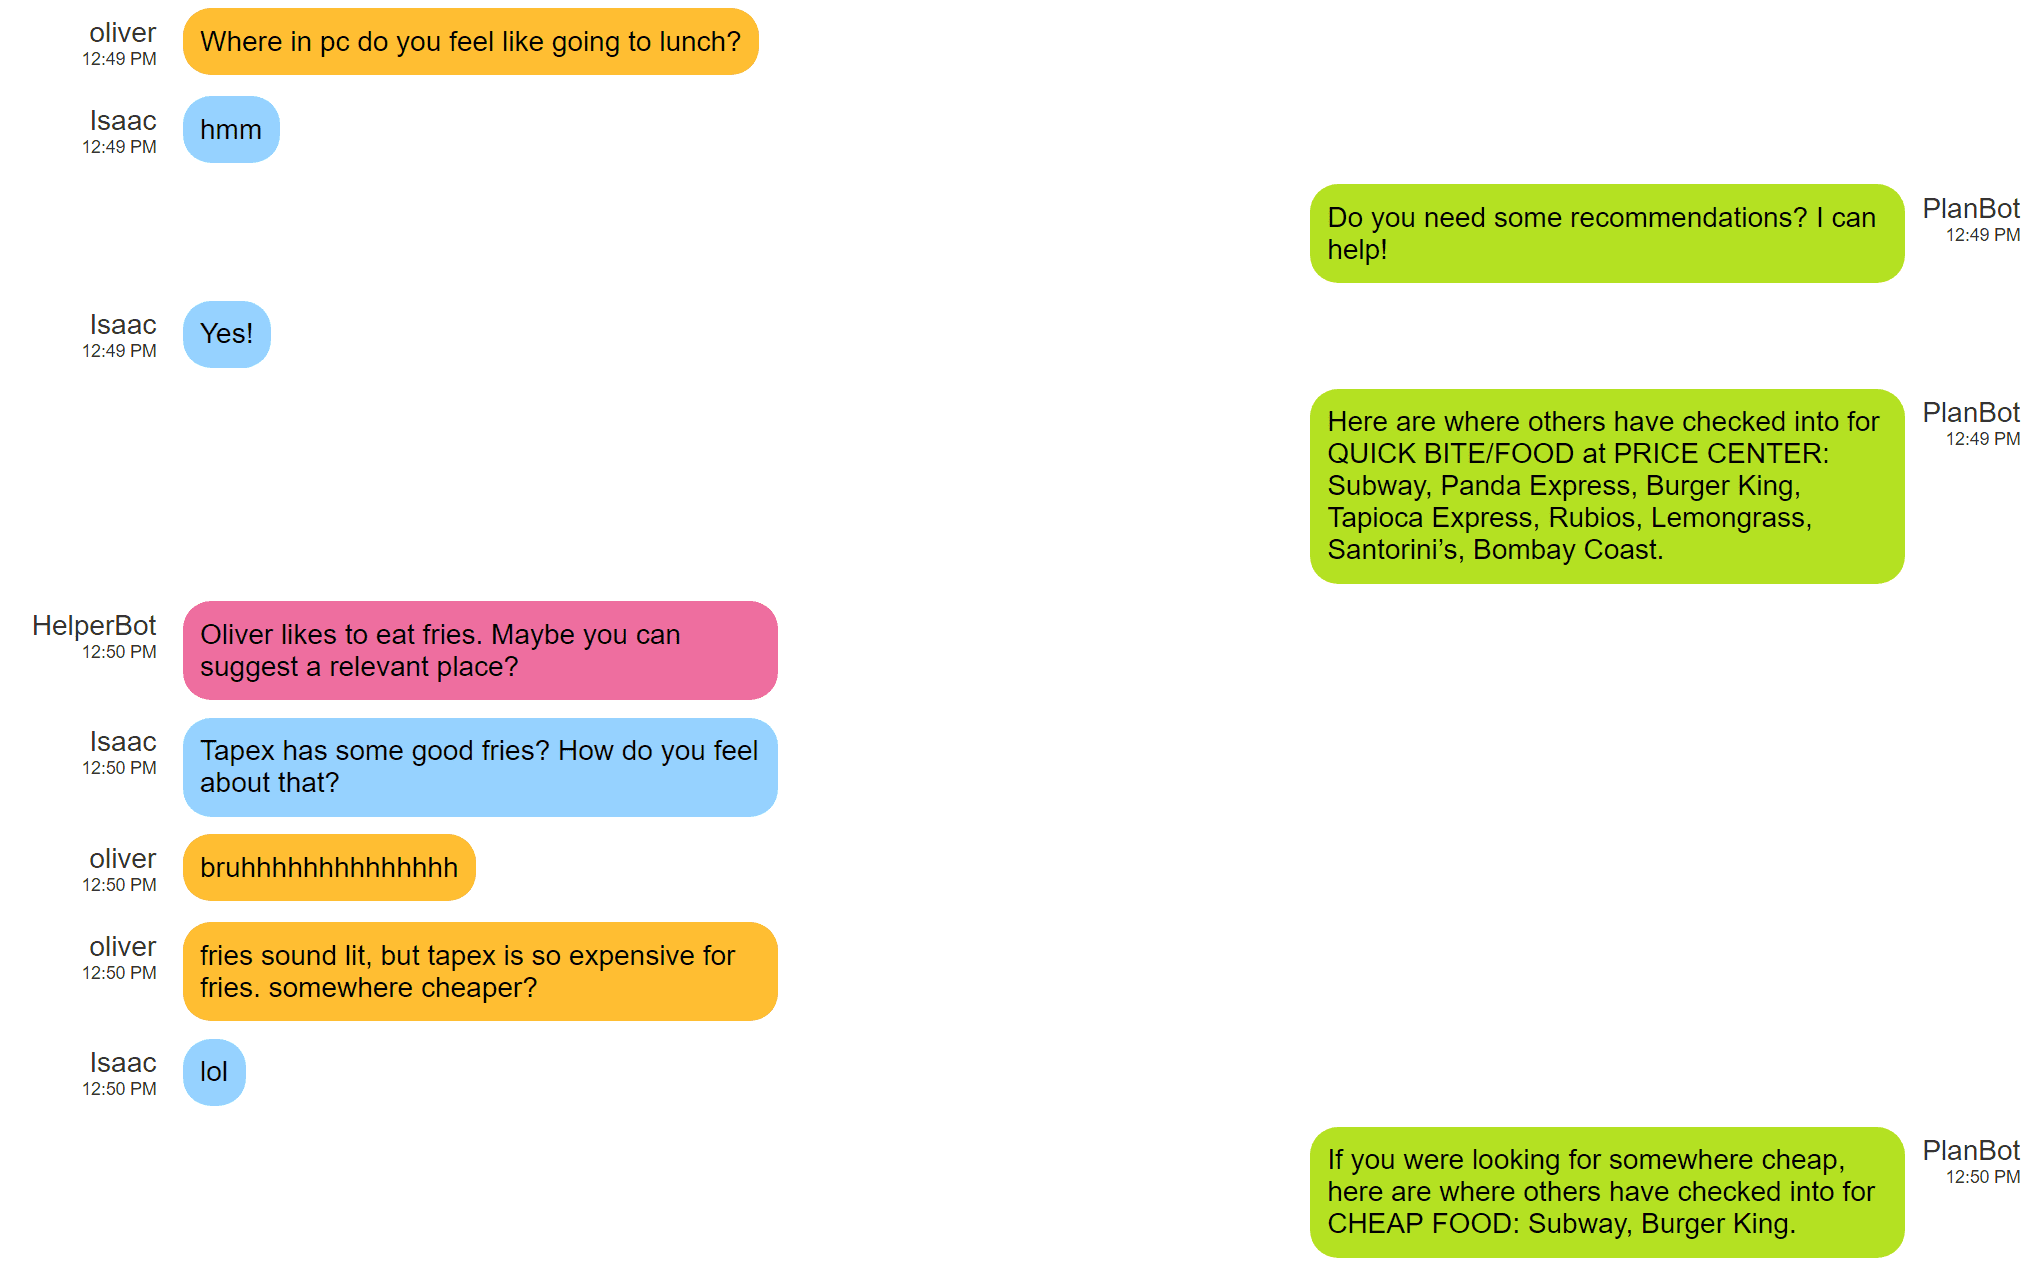 oliver
12:49 PM
Where in pc do you feel like going to lunch?
Isaac
12:49 PM
hmm
PlanBot
12:49 PM
Do you need some recommendations? I can
help!
Isaac
12:49 PM
Yes!
PlanBot
12:49 PM
Here are where others have checked into for
QUICK BITE/FOOD at PRICE CENTER:
Subway, Panda Express, Burger King,
Tapioca Express, Rubios, Lemongrass,
Santorini’s, Bombay Coast.
HelperBot
12:50 PM
Oliver likes to eat fries. Maybe you can
suggest a relevant place?
Isaac
12:50 PM
Tapex has some good fries? How do you feel
about that?
oliver
12:50 PM
bruhhhhhhhhhhhhhh
oliver
12:50 PM
fries sound lit, but tapex is so expensive for
fries. somewhere cheaper?
Isaac
12:50 PM
lol
PlanBot
12:50 PM
If you were looking for somewhere cheap,
here are where others have checked into for
CHEAP FOOD: Subway, Burger King.